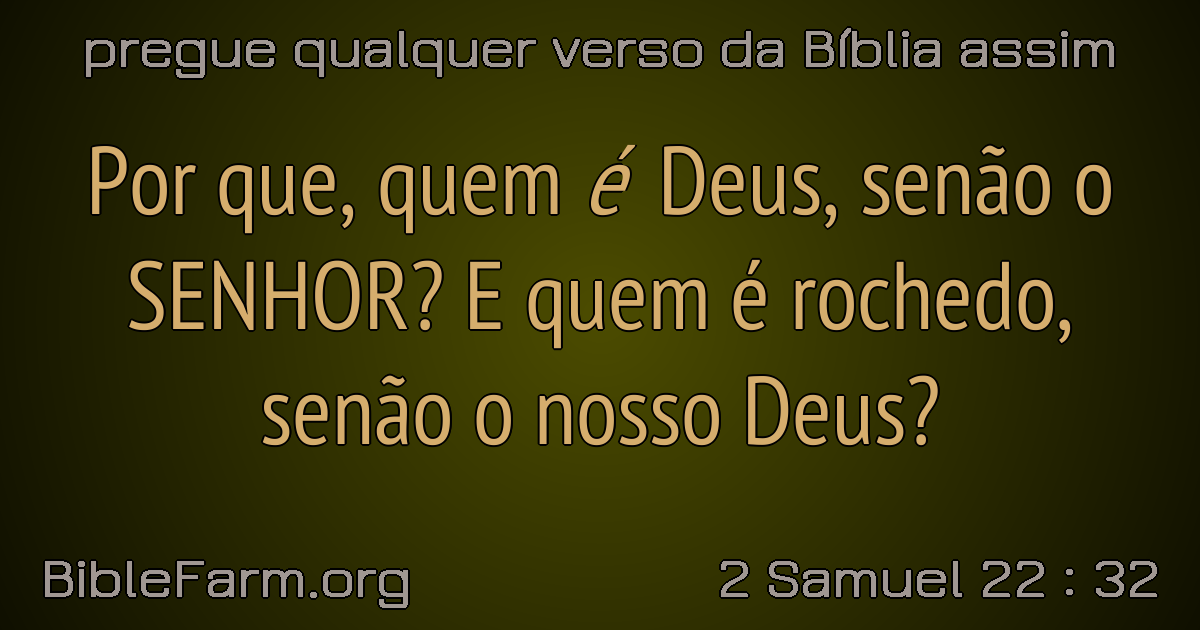 pregue qualquer verso da Bíblia assim
Por que, quem é Deus, senão o
SENHOR? E quem é rochedo,
senão o nosso Deus?
BibleFarm.org
2 Samuel 22 : 32